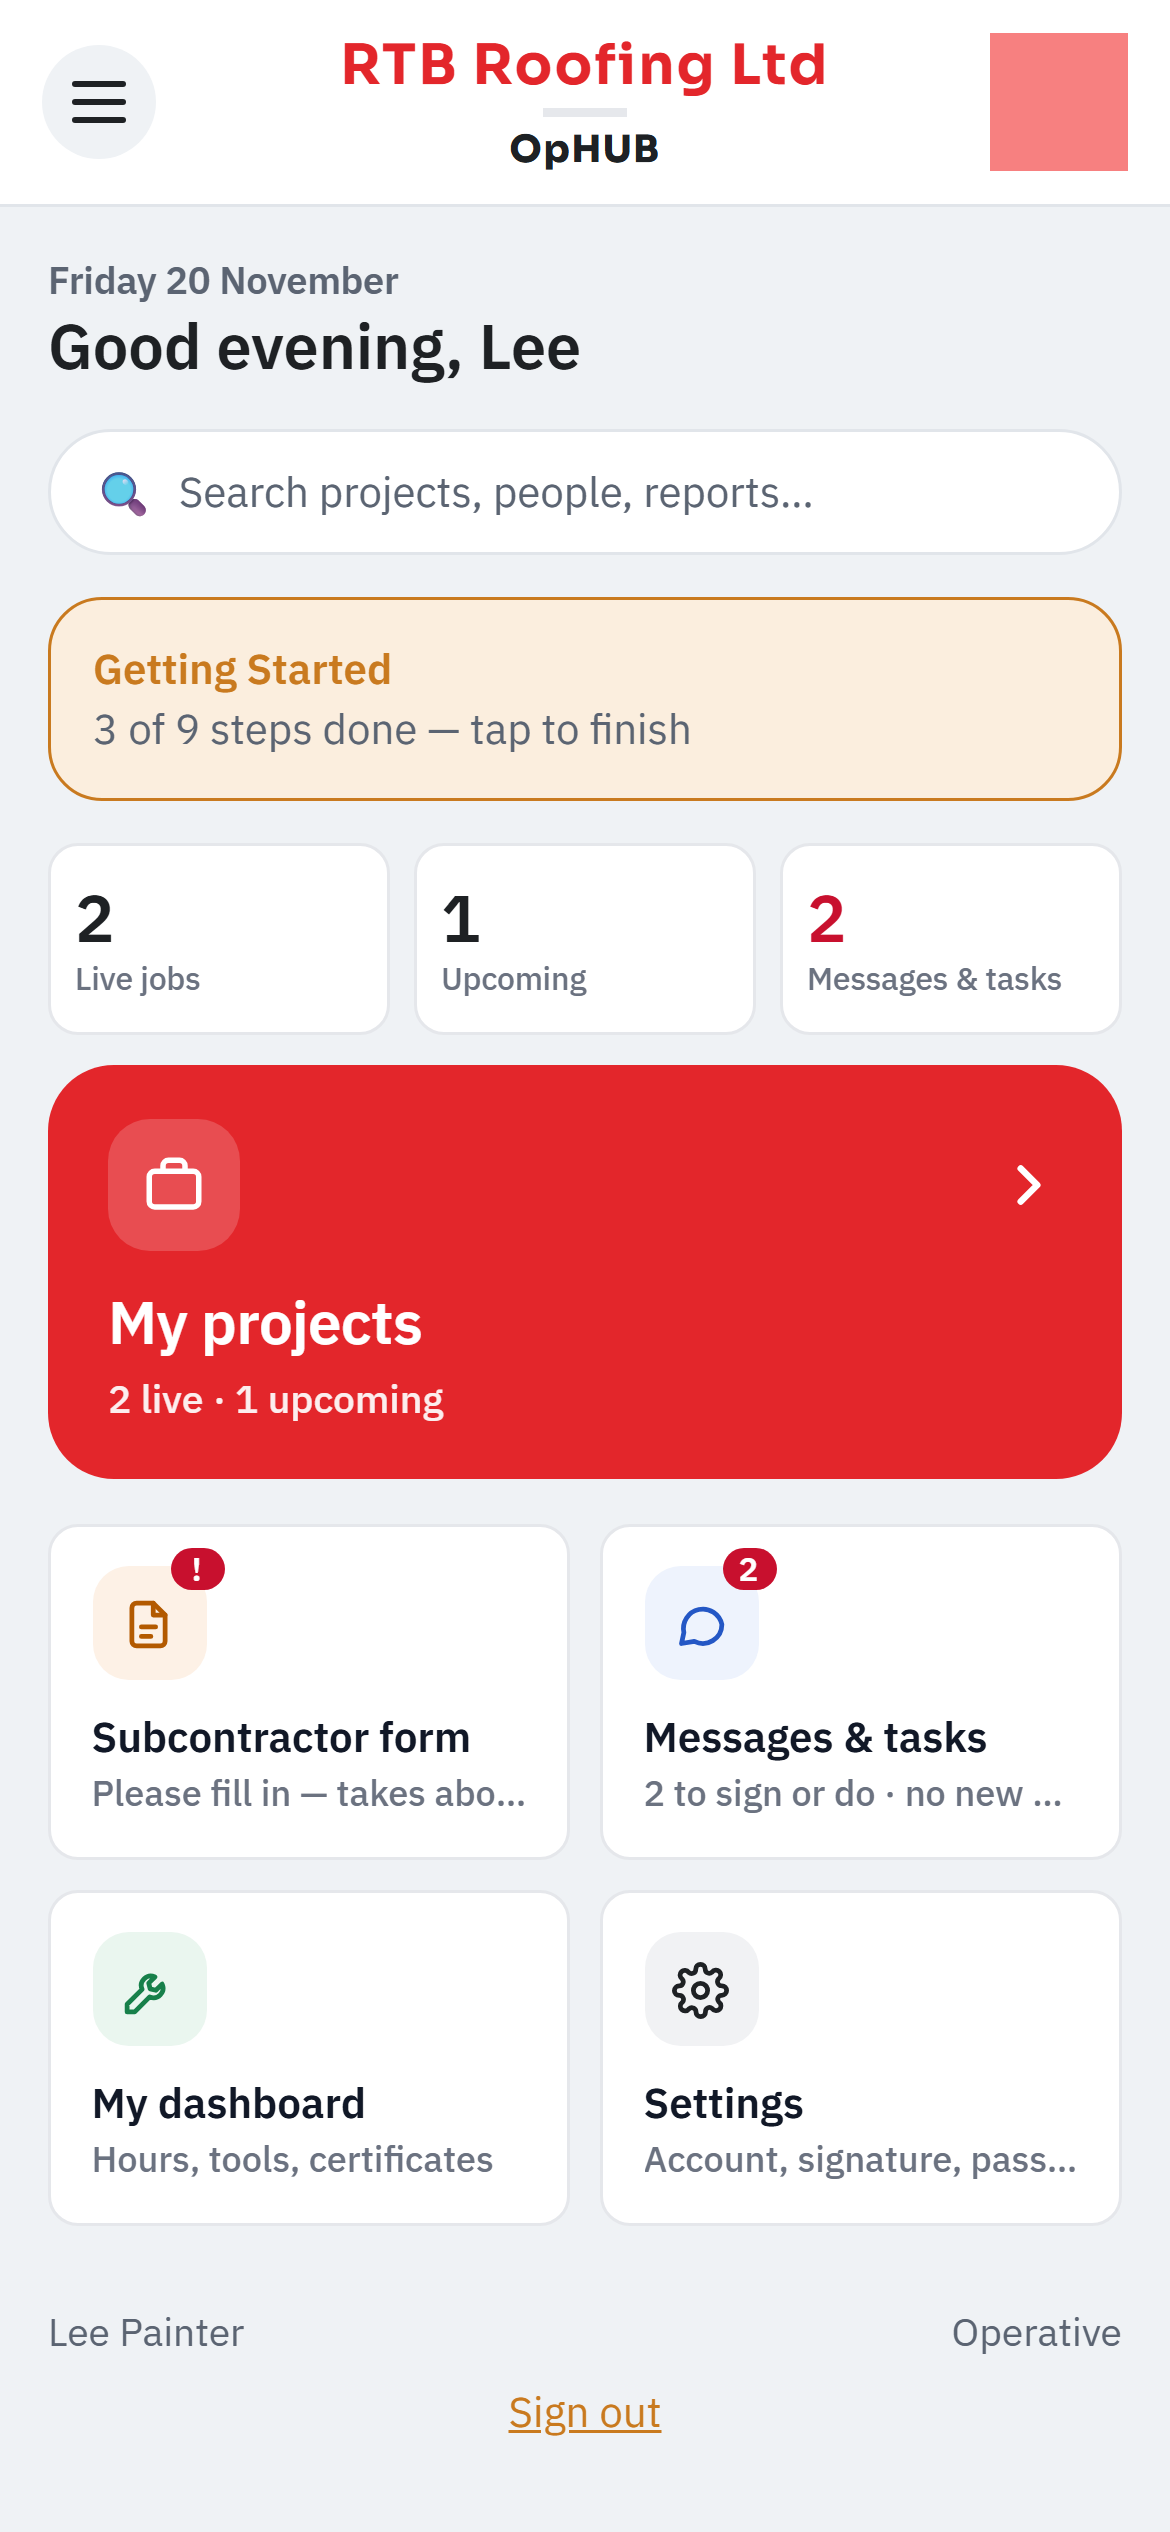 RTB Roofing Ltd
OpHUB
Friday 20 November
Good evening, Lee
Search projects, people, reports...
Getting Started
3 of 9 steps done — tap to finish
2
Live jobs
1
Upcoming
2
Messages & tasks
My projects
2 live · 1 upcoming
!
Subcontractor form
Please fill in — takes abo...
2
Messages & tasks
2 to sign or do · no new ...
My dashboard
Hours, tools, certificates
Settings
Account, signature, pass...
Lee Painter
Operative
Sign out